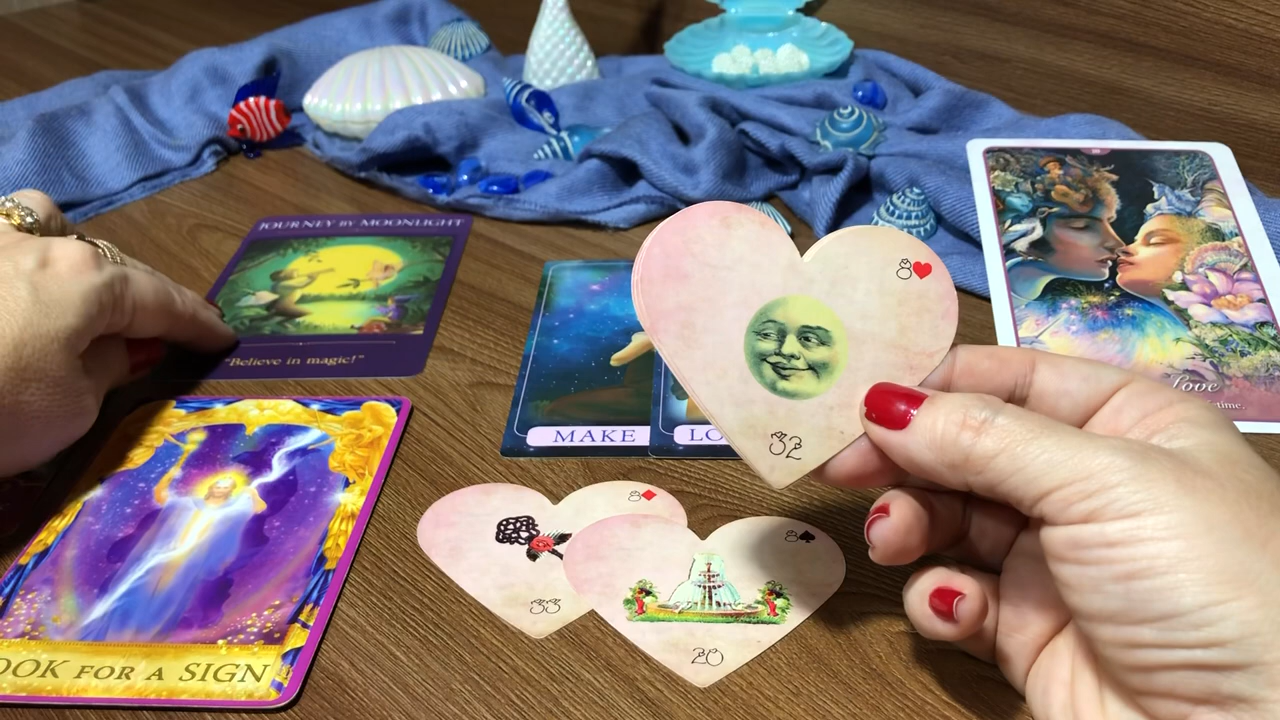 JOURNEY BY MOONLIGHT
"Believe in magic!"
OOK FOR A SIGN
MAKE
LO
8
32
8
33
8
20
love
time.